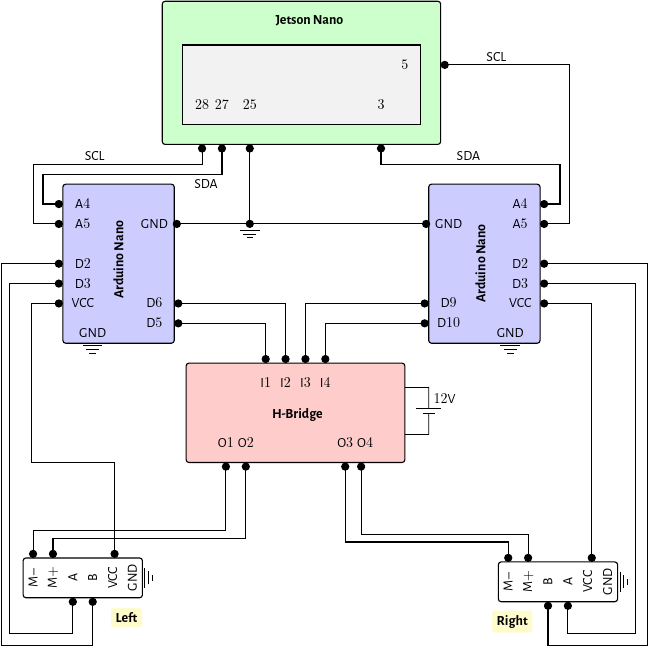 Jetson Nano
5
28 27 25 3
SCL
SCL
SDA
SDA
A4
A5
GND
D2
D3
VCC
D6
D5
GND
Arduino Nano
A4
A5
GND
D2
D3
VCC
D9
D10
GND
Arduino Nano
I1 I2 I3 I4
H-Bridge
12V
O1 O2 O3 O4
M− M+ A B VCC GND
Left
M− M+ B A VCC GND
Right